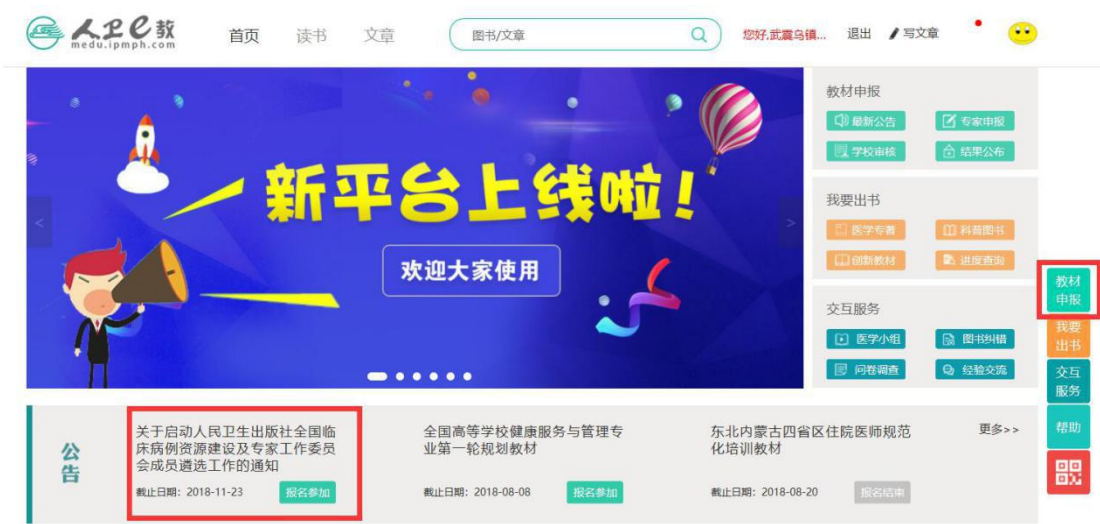 人卫e教
medu.ipmph.com
首页
读书
文章
图书/文章
您好,武震乌镇...
退出
写文章
新平台上线啦！
欢迎大家使用
<
>
教材申报
最新公告
专家申报
学校审核
结果公布
我要出书
医学专著
科普图书
创新教材
进度查询
交互服务
医学小组
图书纠错
问卷调查
经验交流
教材
申报
我要
出书
交互
服务
帮助
公
告
关于启动人民卫生出版社全国临
床病例资源建设及专家工作委员
会成员遴选工作的通知
截止日期：2018-11-23
报名参加
全国高等学校健康服务与管理专
业第一轮规划教材
截止日期：2018-08-08
报名参加
东北内蒙古四省区住院医师规范
化培训教材
截止日期：2018-08-20
报名结束
更多>>